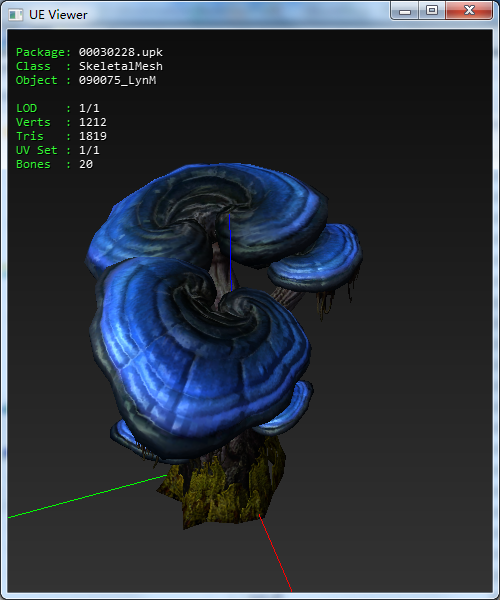 UE Viewer
Package: 00030228.upk
Class : SkeletalMesh
Object : 090075_LynM
LOD : 1/1
Verts : 1212
Tris : 1819
UV Set : 1/1
Bones : 20